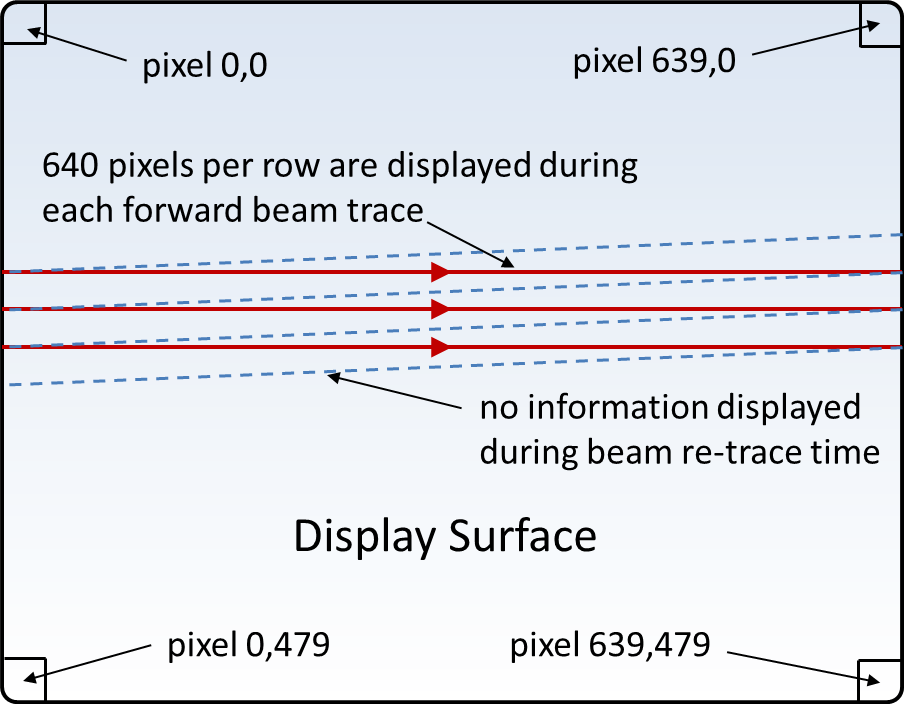 pixel 0,0
pixel 639,0
640 pixels per row are displayed during
each forward beam trace
no information displayed
during beam re-trace time
Display Surface
pixel 0,479
pixel 639,479